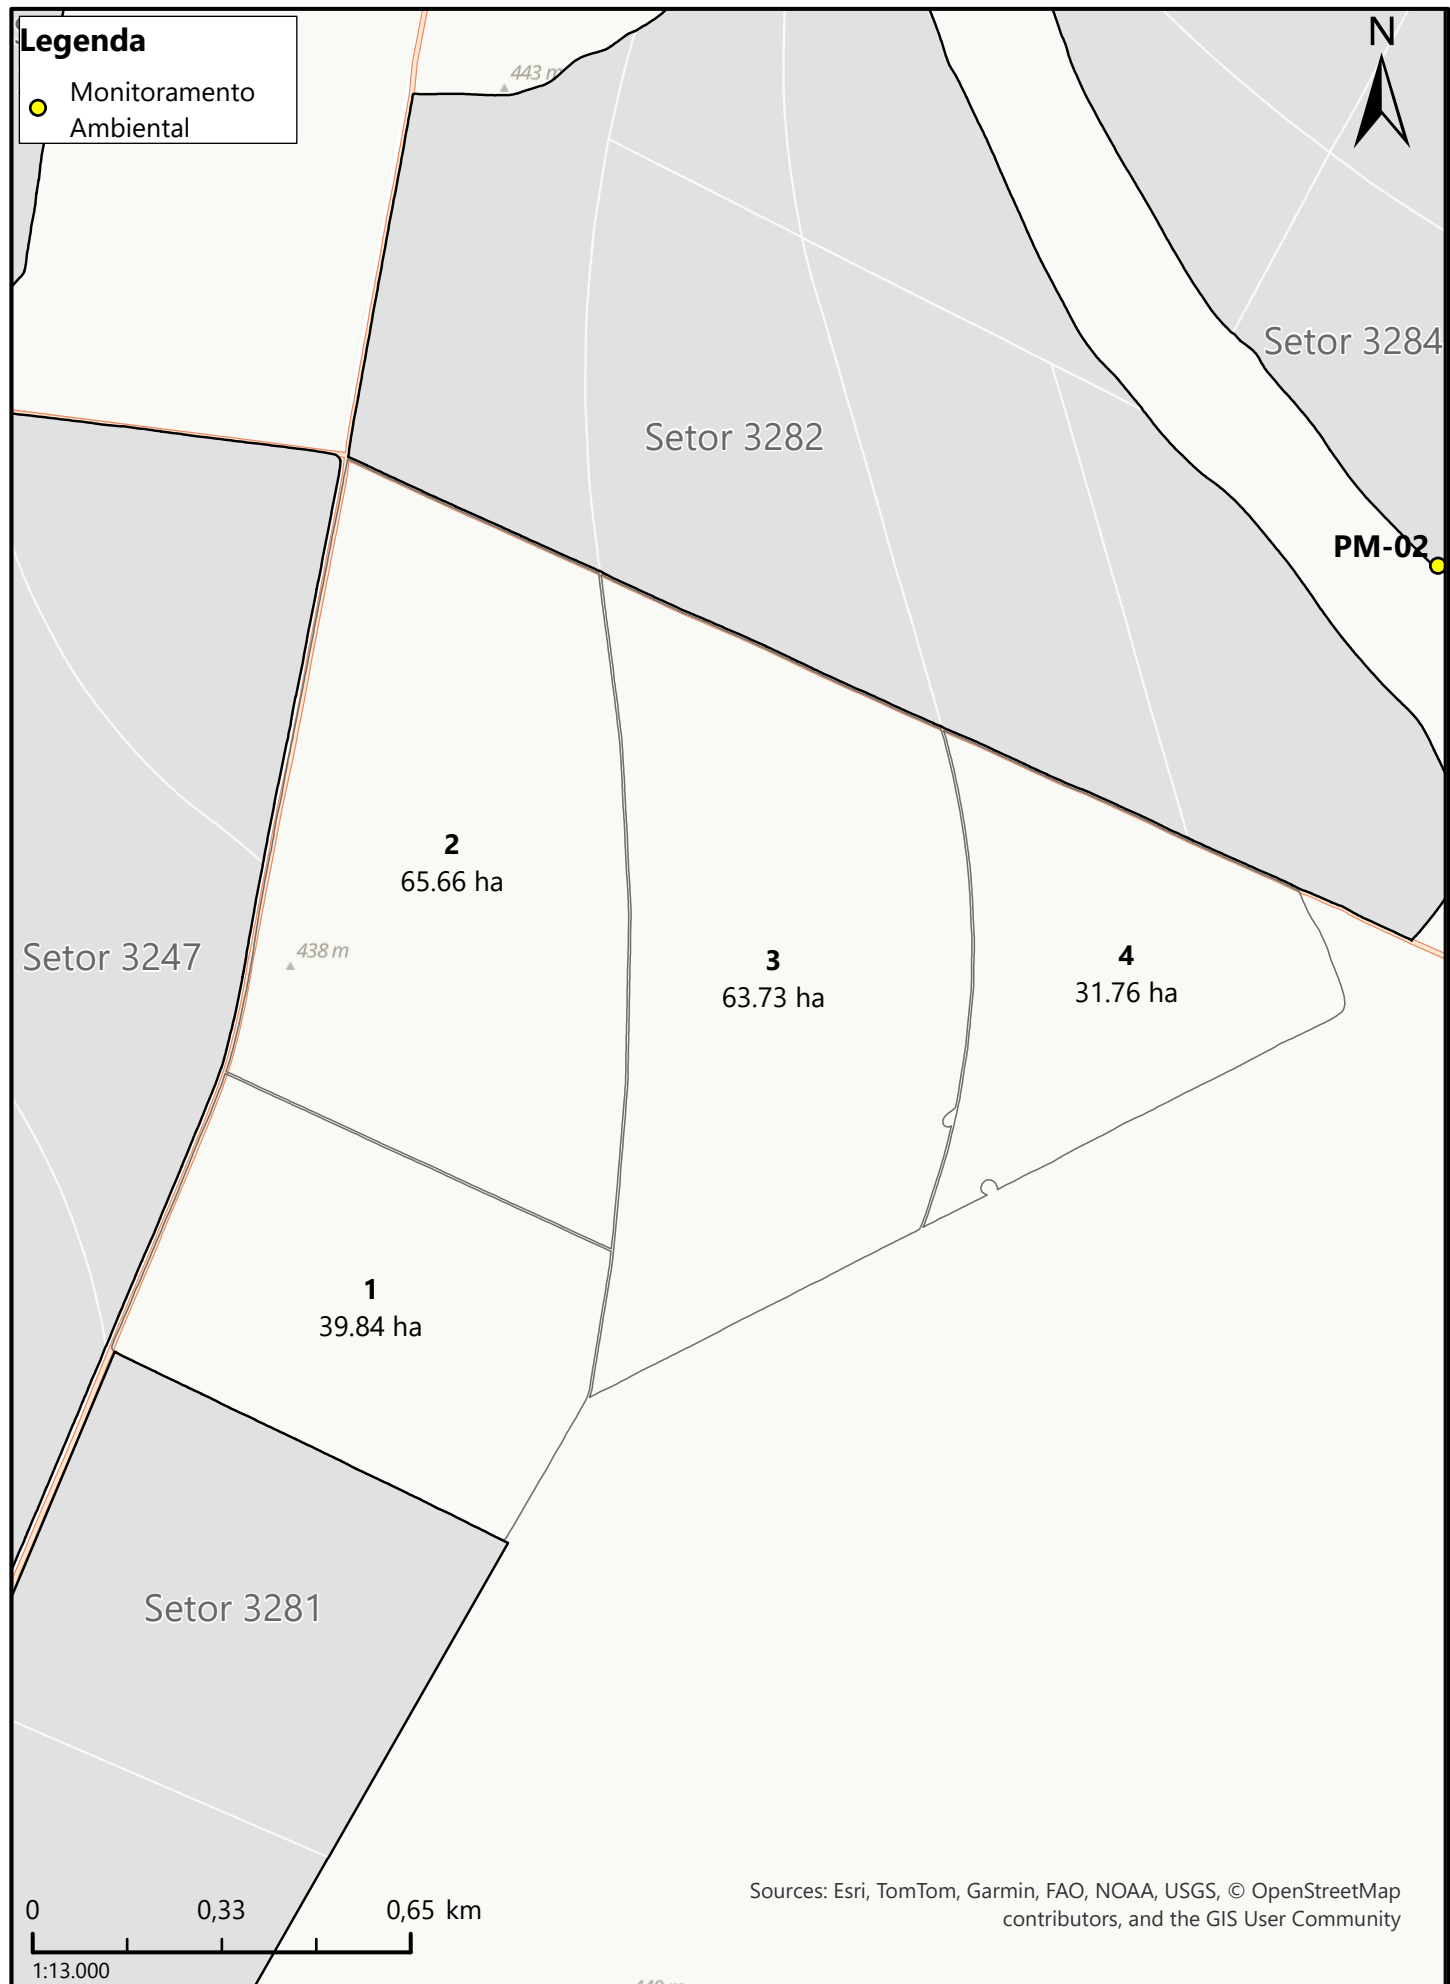 Legenda
Monitoramento
Ambiental
N
443 m
Setor 3284
Setor 3282
PM-02
2
65.66 ha
438 m
Setor 3247
3
63.73 ha
4
31.76 ha
1
39.84 ha
Setor 3281
Sources: Esri, TomTom, Garmin, FAO, NOAA, USGS, © OpenStreetMap
contributors, and the GIS User Community
0 0,33 0,65 km
1:13.000